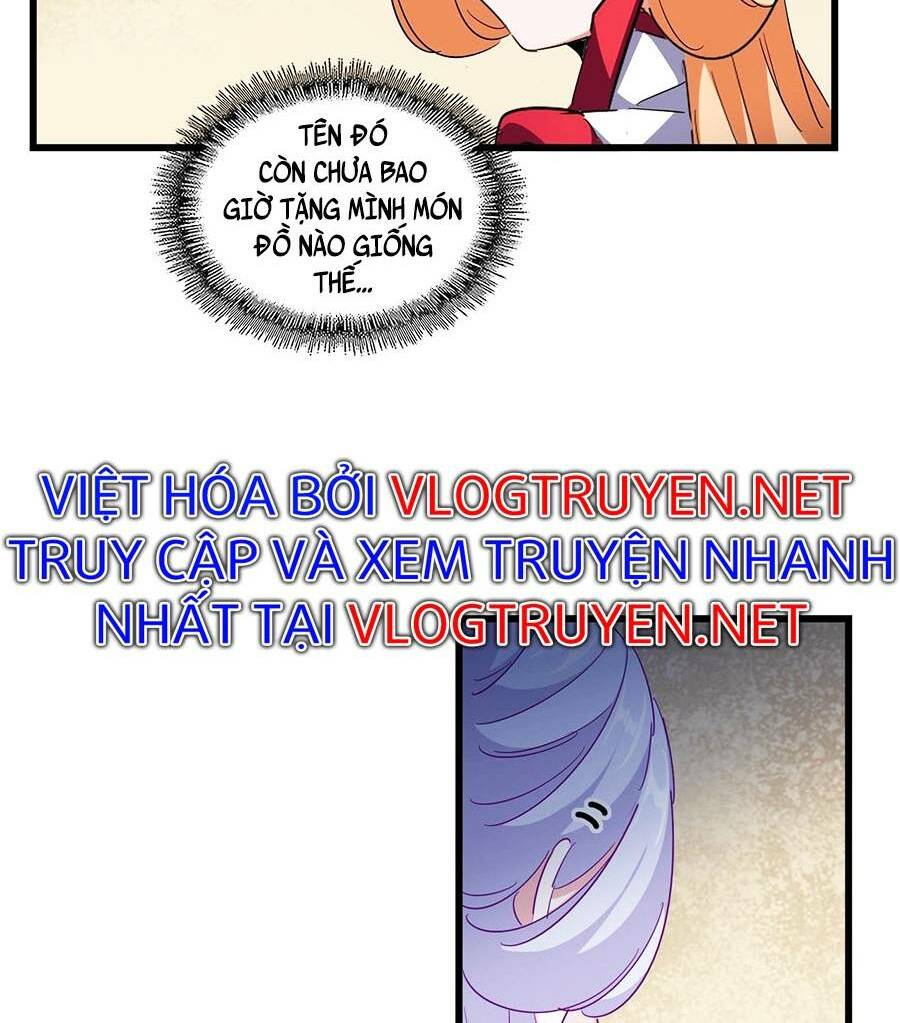 TÊN ĐÓ
CÒN CHƯA BAO
GIỜ TẶNG MÌNH MÓN
ĐỒ NÀO GIỐNG
THẾ...
VIỆT HÓA BỞI VLOGTRUYEN.NET
TRUY CẬP VÀ XEM TRUYỆN NHANH
NHẤT TẠI VLOGTRUYEN.NET